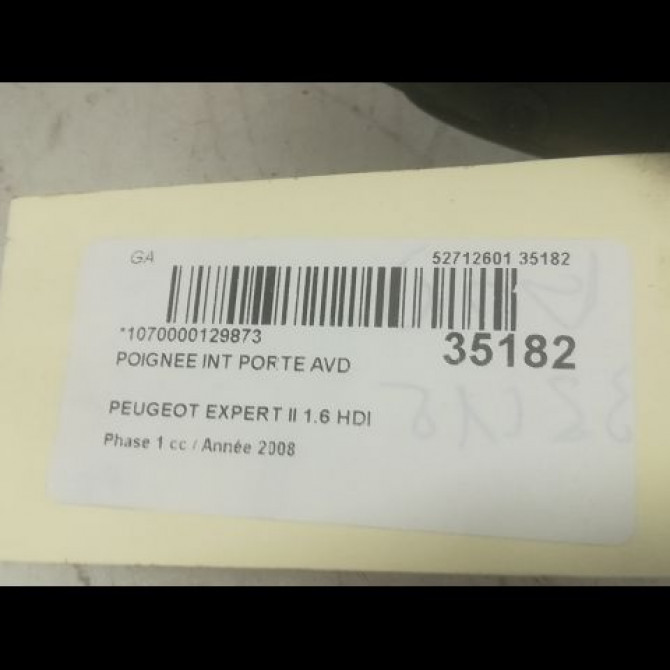 GA 52712601 35182
*1070000129873 35182
POIGNEE INT PORTE AVD
PEUGEOT EXPERT II 1.6 HDI
Phase 1 cc / Année 2008